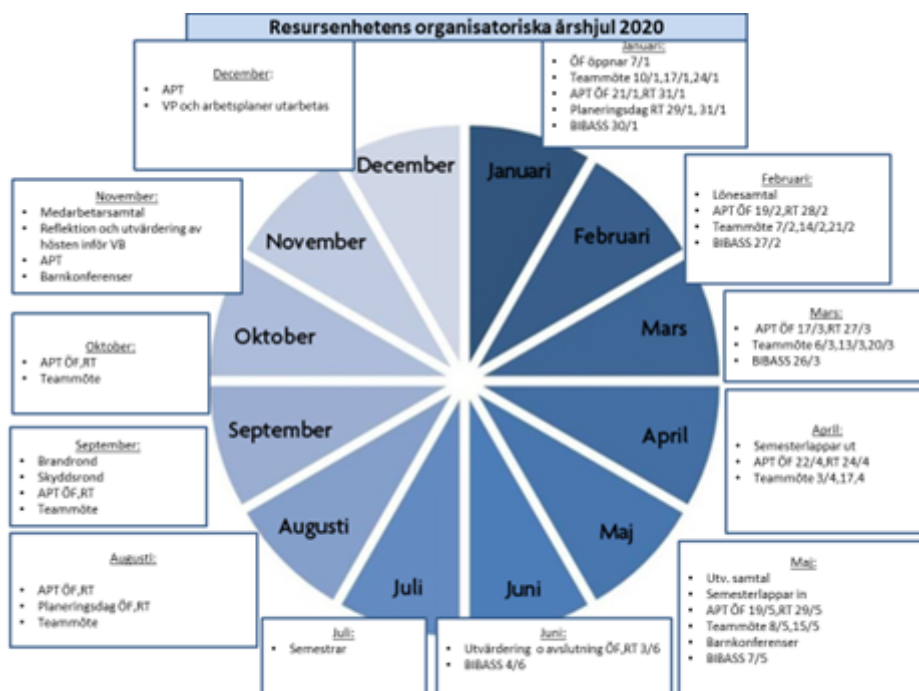 Resursenhetens organisatoriska årshjul 2020
Januari:
• ÖF öppnar 7/1
• Teammöte 10/1,17/1,24/1
• APT ÖF 21/1,RT 31/1
• Planeringsdag RT 29/1, 31/1
• BIBASS 30/1
Februari:
• Lönesamtal
• APT ÖF 19/2,RT 28/2
• Teammöte 7/2,14/2,21/2
• BIBASS 27/2
Mars:
• APT ÖF 17/3,RT 27/3
• Teammöte 6/3,13/3,20/3
• BIBASS 26/3
April:
• Semesterlappar ut
• APT ÖF 22/4,RT 24/4
• Teammöte 3/4,17,4
Maj:
• Utv. samtal
• Semesterlappar in
• APT ÖF 19/5,RT 29/5
• Teammöte 8/5,15/5
• Barnkonferenser
• BIBASS 7/5
Juni:
• Utvärdering o avslutning ÖF,RT 3/6
• BIBASS 4/6
Juli:
• Semestrar
Augusti:
• APT ÖF,RT
• Planeringsdag ÖF,RT
• Teammöte
September:
• Brandrond
• Skyddsrond
• APT ÖF,RT
• Teammöte
Oktober:
• APT ÖF,RT
• Teammöte
November:
• Medarbetarsamtal
• Reflektion och utvärdering av
hösten inför VB
• APT
• Barnkonferenser
December:
• APT
• VP och arbetsplaner utarbetas
Januari
Februari
Mars
April
Maj
Juni
Juli
Augusti
September
Oktober
November
December